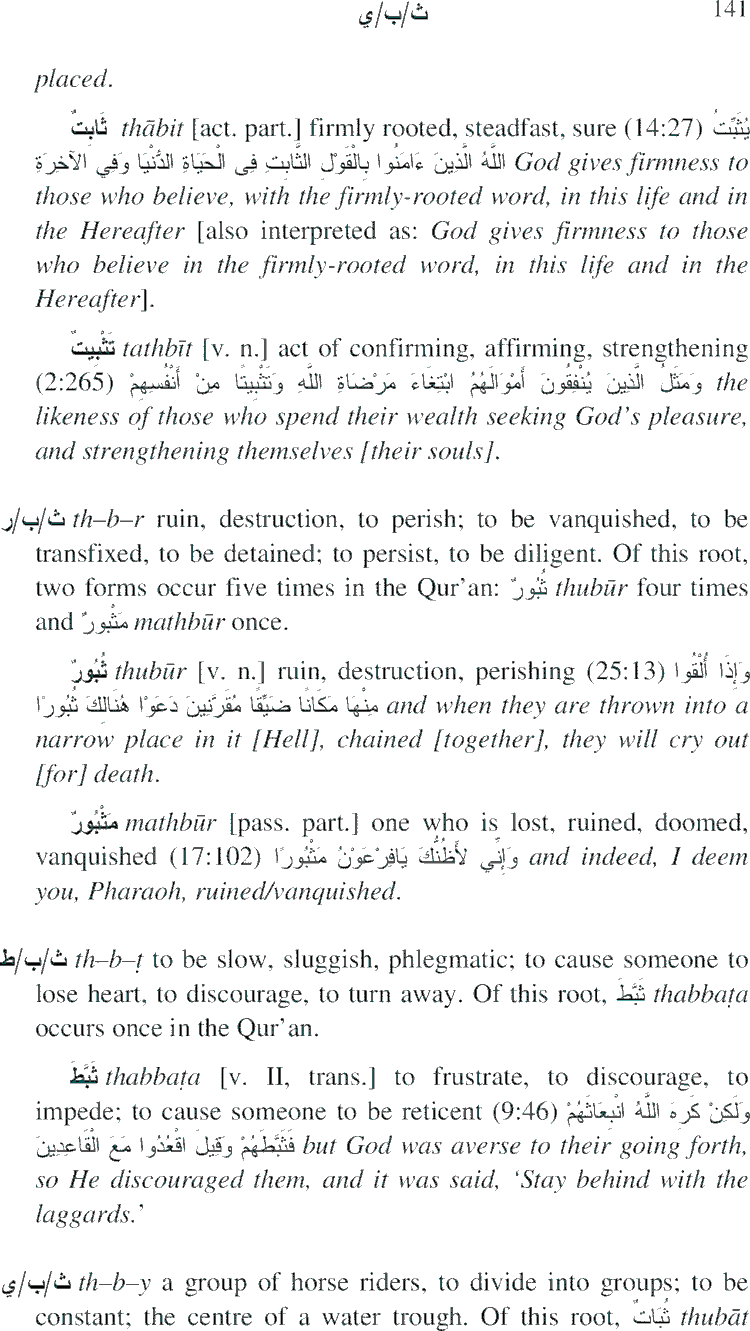 ث/ب/ي 141
placed.
ثَابِتٌ thābit [act. part.] firmly rooted, steadfast, sure (14:27) يُثَبِّتُ
اللَّهُ الَّذِينَ ءَامَنُوا بِالْقَوْلِ الثَّابِتِ فِى الْحَيَاةِ الدُّنْيَا وَفِي الآخِرَةِ God gives firmness to
those who believe, with the firmly-rooted word, in this life and in
the Hereafter [also interpreted as: God gives firmness to those
who believe in the firmly-rooted word, in this life and in the
Hereafter].
تَثْبِيتٌ tathbīt [v. n.] act of confirming, affirming, strengthening
(2:265) وَمَثَلُ الَّذِينَ يُنْفِقُونَ أَمْوَالَهُمُ ابْتِغَاءَ مَرْضَاةِ اللَّهِ وَتَثْبِيتًا مِنْ أَنْفُسِهِمْ the
likeness of those who spend their wealth seeking God’s pleasure,
and strengthening themselves [their souls].
ث/ب/ر th–b–r ruin, destruction, to perish; to be vanquished, to be
transfixed, to be detained; to persist, to be diligent. Of this root,
two forms occur five times in the Qur’an: ثُبُورٌ thubūr four times
and مَثْبُورٌ mathbūr once.
ثُبُورٌ thubūr [v. n.] ruin, destruction, perishing (25:13) وَإِذَا أُلْقُوا
مِنْهَا مَكَانًا ضَيِّقًا مُقَرَّنِينَ دَعَوْا هُنَالِكَ ثُبُورًا and when they are thrown into a
narrow place in it [Hell], chained [together], they will cry out
[for] death.
مَثْبُورٌ mathbūr [pass. part.] one who is lost, ruined, doomed,
vanquished (17:102) وَإِنِّي لأَظُنُّكَ يَافِرْعَوْنُ مَثْبُورًا and indeed, I deem
you, Pharaoh, ruined/vanquished.
ث/ب/ط th–b–ṭ to be slow, sluggish, phlegmatic; to cause someone to
lose heart, to discourage, to turn away. Of this root, ثَبَّطَ thabbaṭa
occurs once in the Qur’an.
ثَبَّطَ thabbaṭa [v. II, trans.] to frustrate, to discourage, to
impede; to cause someone to be reticent (9:46) وَلَكِنْ كَرِهَ اللَّهُ انْبِعَاثَهُمْ
فَثَبَّطَهُمْ وَقِيلَ اقْعُدُوا مَعَ الْقَاعِدِينَ but God was averse to their going forth,
so He discouraged them, and it was said, ‘Stay behind with the
laggards.’
ث/ب/ي th–b–y a group of horse riders, to divide into groups; to be
constant; the centre of a water trough. Of this root, ثُبَاتٌ thubāt